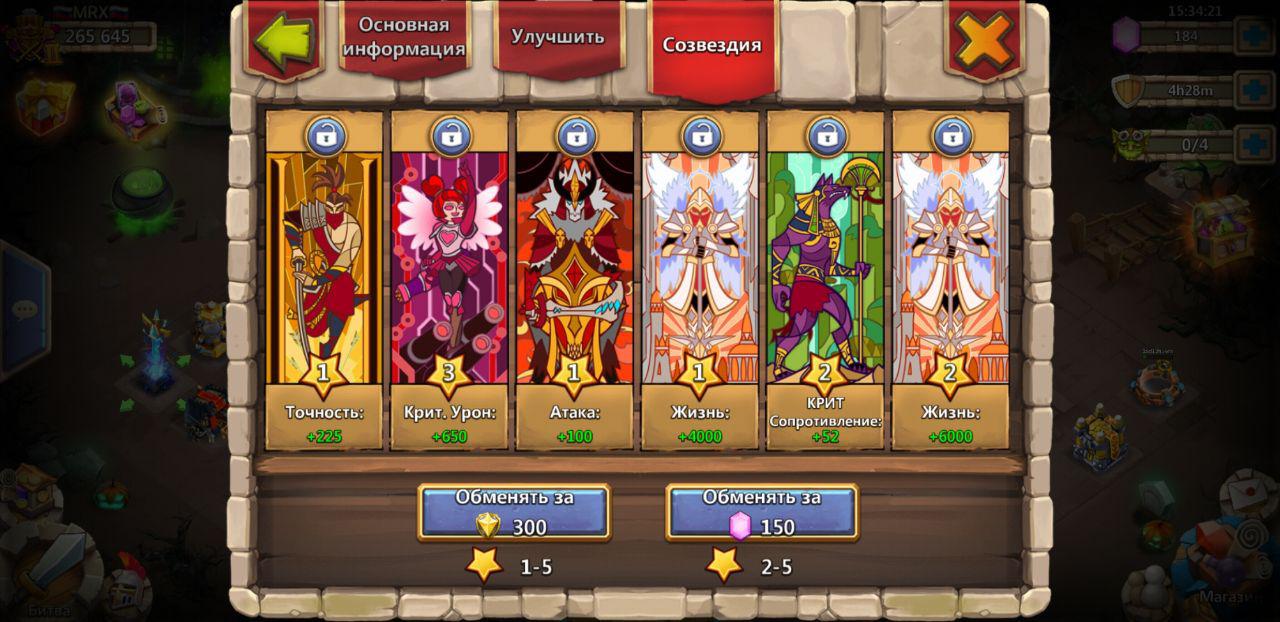 MRX
265 645
15:34:21
184
4h28m
0/4
Основная
информация
Улучшить
Созвездия
1
3
1
1
2
2
Точность:
+225
Крит. Урон:
+650
Атака:
+100
Жизнь:
+4000
КРИТ
Сопротивление:
+52
Жизнь:
+6000
Обменять за
300
1-5
Обменять за
150
2-5
Битва
Магазин